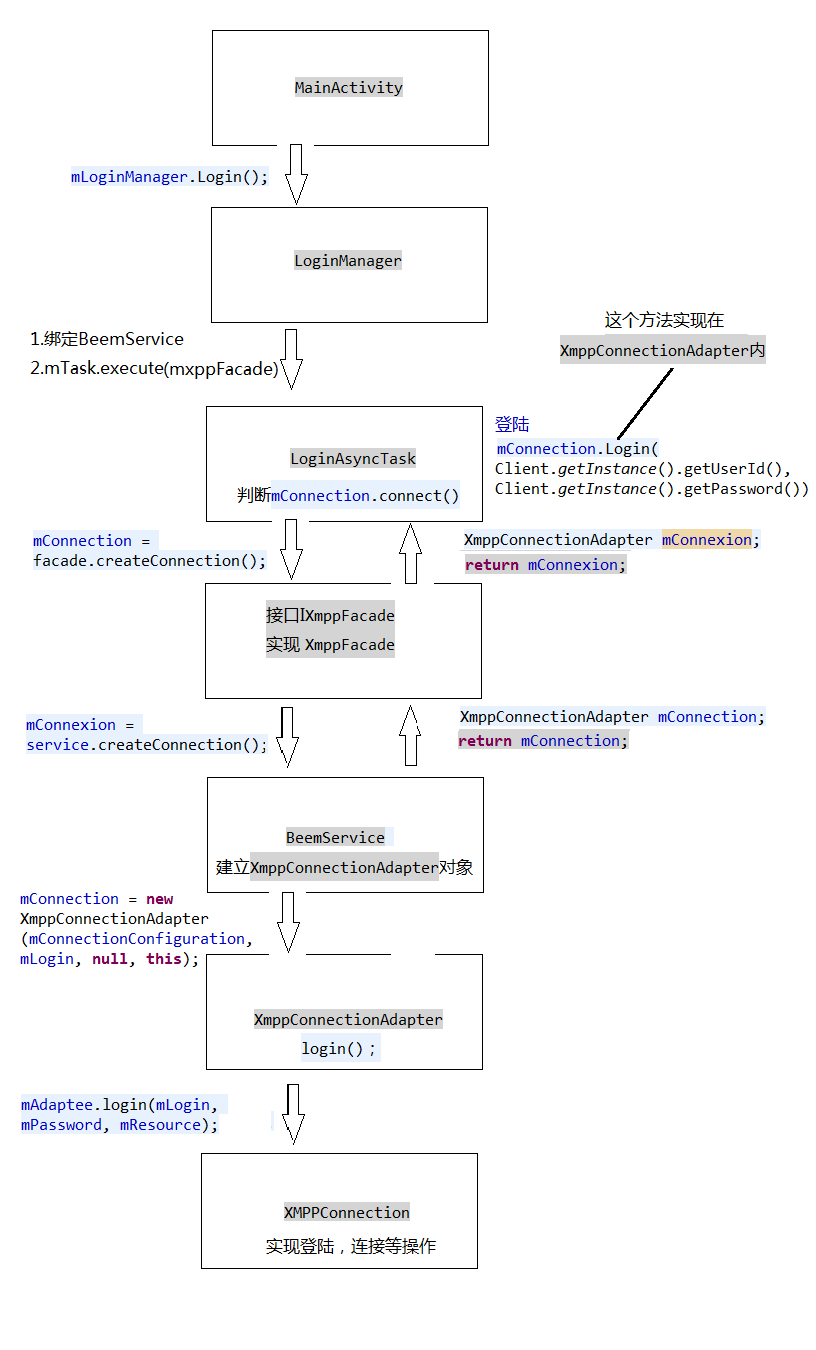 MainActivity
mLoginManager.Login();
LoginManager
这个方法实现在
XmppConnectionAdapter内
1.绑定BeemService
2.mTask.execute(mxppFacade)
登陆
mConnection.Login(
Client.getInstance().getUserId(),
Client.getInstance().getPassword())
LoginAsyncTask
判断mConnection.connect()
mConnection =
facade.createConnection();
XmppConnectionAdapter mConnexion;
return mConnexion;
接口IXmppFacade
实现 XmppFacade
mConnexion =
service.createConnection();
XmppConnectionAdapter mConnection;
return mConnection;
BeemService
建立XmppConnectionAdapter对象
mConnection = new
XmppConnectionAdapter
(mConnectionConfiguration,
mLogin, null, this);
XmppConnectionAdapter
login();
mAdaptee.login(mLogin,
mPassword, mResource);
XMPPConnection
实现登陆，连接等操作